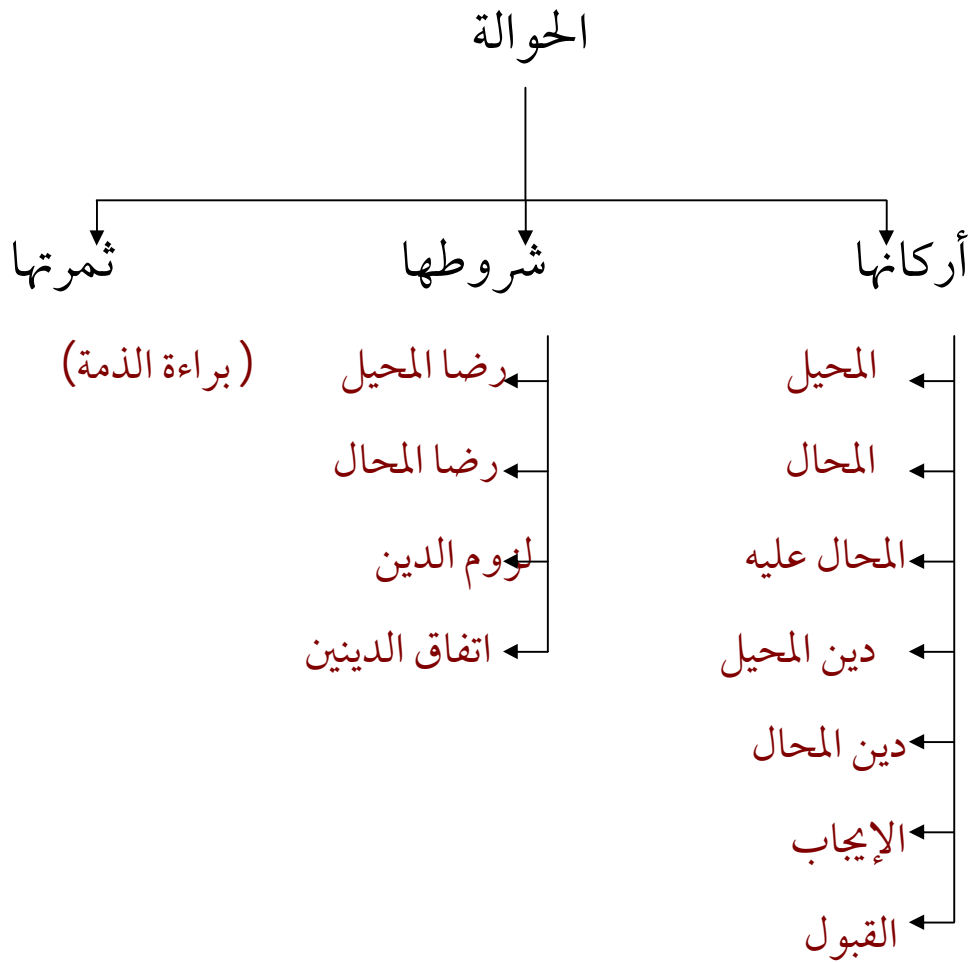 الحوالة
أركانها
شروطها
ثمرتها
المحيل
المحال
المحال عليه
دين المحيل
دين المحال
الإيجاب
القبول
رضا المحيل
رضا المحال
لزوم الدين
اتفاق الدينين
(براءة الذمة)